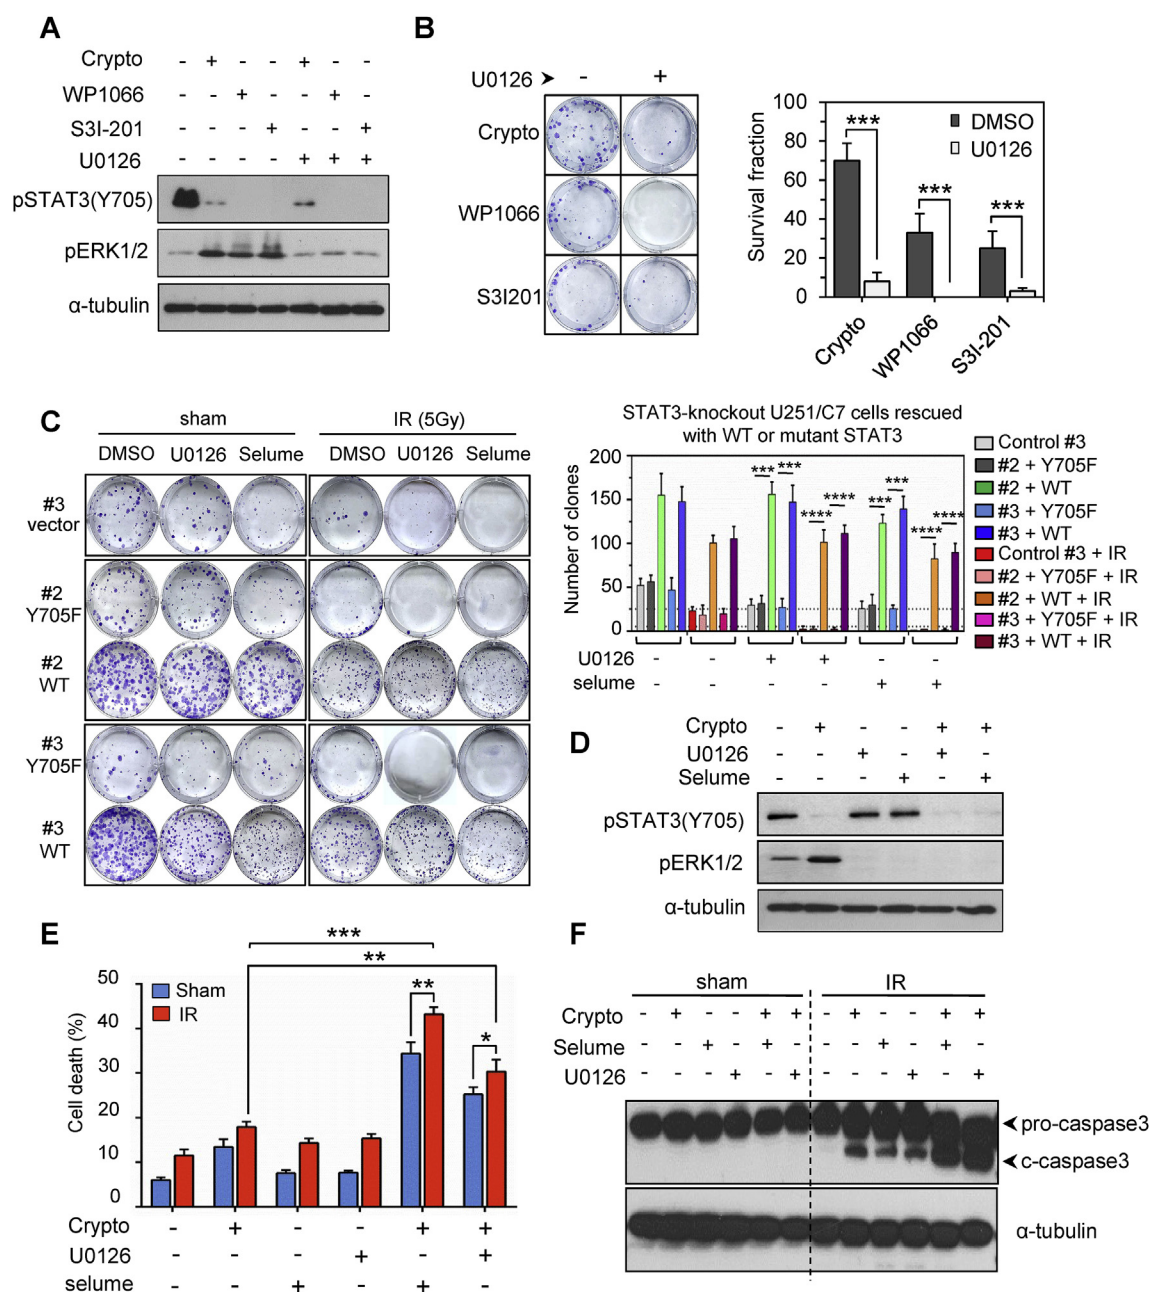 A
Crypto - + - - + - -
WP1066 - - + - - + -
S3I-201 - - - + - - +
U0126 - - - - + + +
pSTAT3(Y705)
pERK1/2
α-tubulin
B
U0126 - +
Crypto
WP1066
S3I201
Survival fraction
100
80
60
40
20
0
***
***
***
DMSO
U0126
Crypto
WP1066
S3I-201
C
sham IR (5Gy)
DMSO U0126 Selume DMSO U0126 Selume
#3
vector
#2
Y705F
#2
WT
#3
Y705F
#3
WT
STAT3-knockout U251/C7 cells rescued
with WT or mutant STAT3
Number of clones
200
150
100
50
0
*** *** **** **** *** *** **** ****
U0126 - - + + - -
selume - - - - + +
Control #3
#2 + Y705F
#2 + WT
#3 + Y705F
#3 + WT
Control #3 + IR
#2 + Y705F + IR
#2 + WT + IR
#3 + Y705F + IR
#3 + WT + IR
D
Crypto - + - - + +
U0126 - - + - + -
Selume - - - + - +
pSTAT3(Y705)
pERK1/2
α-tubulin
E
***
**
**
*
Cell death (%)
50
40
30
20
10
0
Sham
IR
Crypto - + - - + +
U0126 - - - + - +
selume - - + - + -
F
sham IR
Crypto - + - - + + - + - - + +
Selume - - + - + - - - + - + -
U0126 - - - + - + - - - + - +
pro-caspase3
c-caspase3
α-tubulin